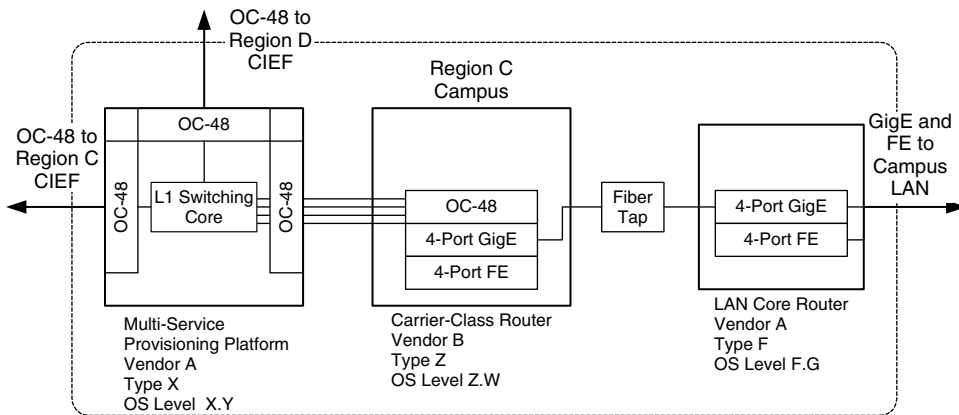 OC-48 to
Region D
CIEF
Region C
Campus
OC-48 to
Region C
CIEF
GigE and
FE to
Campus
LAN
OC-48
OC-48
L1 Switching
Core
OC-48
OC-48
4-Port GigE
4-Port FE
Fiber
Tap
4-Port GigE
4-Port FE
Multi-Service
Provisioning Platform
Vendor A
Type X
OS Level  X.Y
Carrier-Class Router
Vendor B
Type Z
OS Level Z.W
LAN Core Router
Vendor A
Type F
OS Level F.G